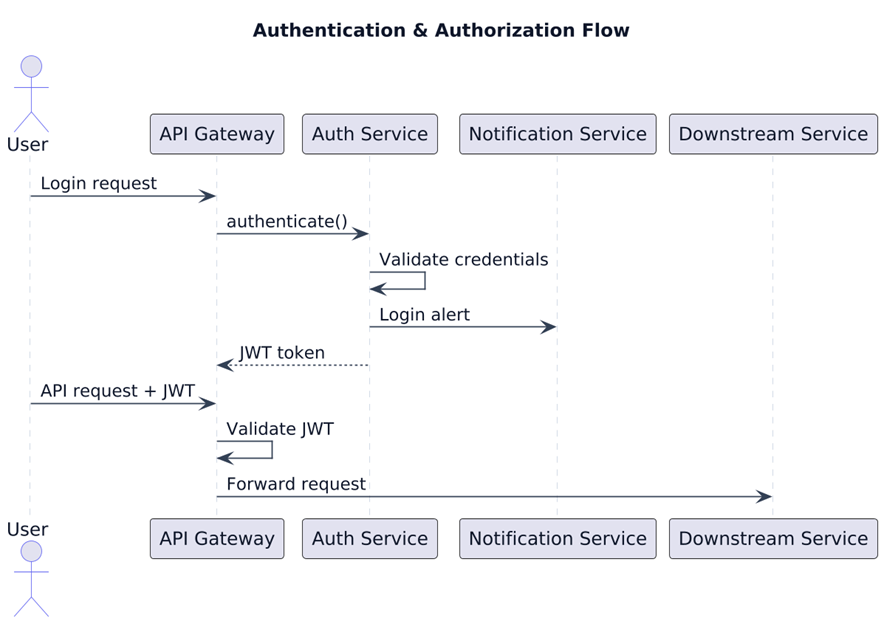 Authentication & Authorization Flow
User
API Gateway
Auth Service
Notification Service
Downstream Service
Login request
authenticate()
Validate credentials
Login alert
JWT token
API request + JWT
Validate JWT
Forward request
User
API Gateway
Auth Service
Notification Service
Downstream Service